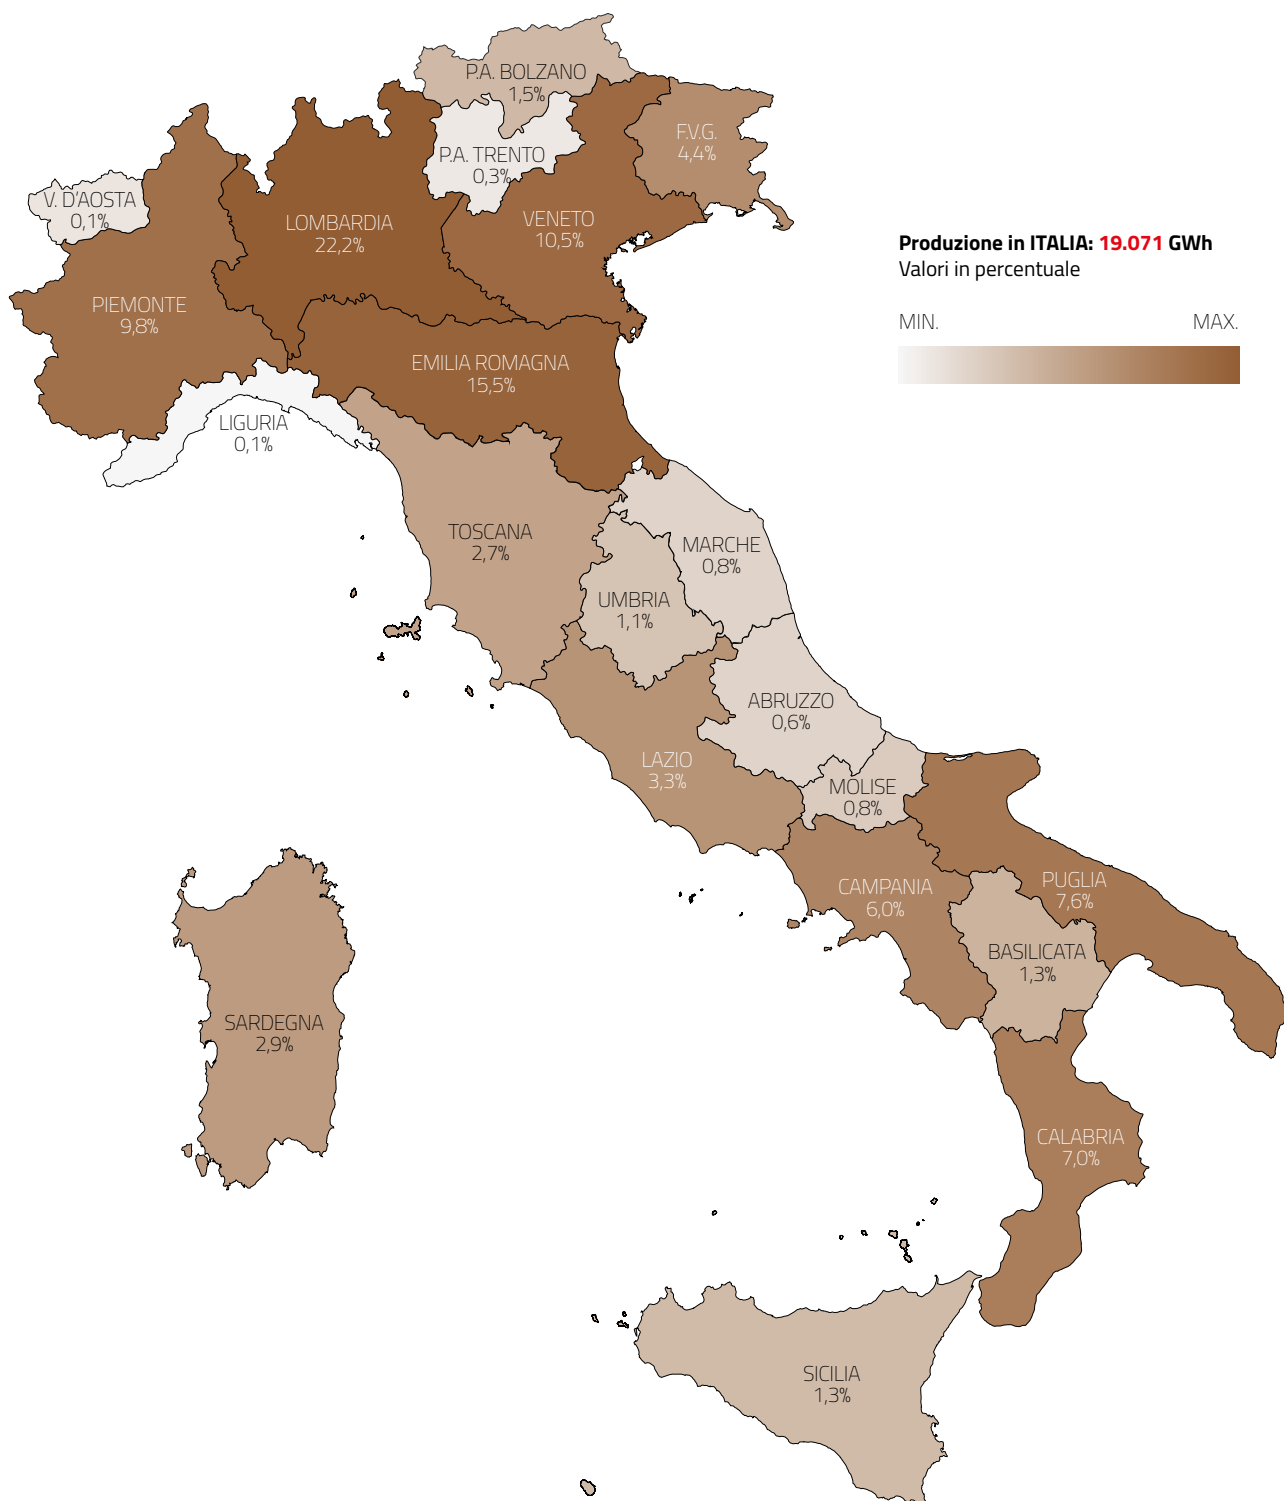 P.A. BOLZANO
1,5%
F.V.G.
4,4%
P.A. TRENTO
0,3%
V. D'AOSTA
0,1%
LOMBARDIA
22,2%
VENETO
10,5%
Produzione in ITALIA: 19.071 GWh
Valori in percentuale
MIN. MAX.
PIEMONTE
9,8%
EMILIA ROMAGNA
15,5%
LIGURIA
0,1%
TOSCANA
2,7%
MARCHE
0,8%
UMBRIA
1,1%
ABRUZZO
0,6%
LAZIO
3,3%
MOLISE
0,8%
CAMPANIA
6,0%
PUGLIA
7,6%
BASILICATA
1,3%
SARDEGNA
2,9%
CALABRIA
7,0%
SICILIA
1,3%